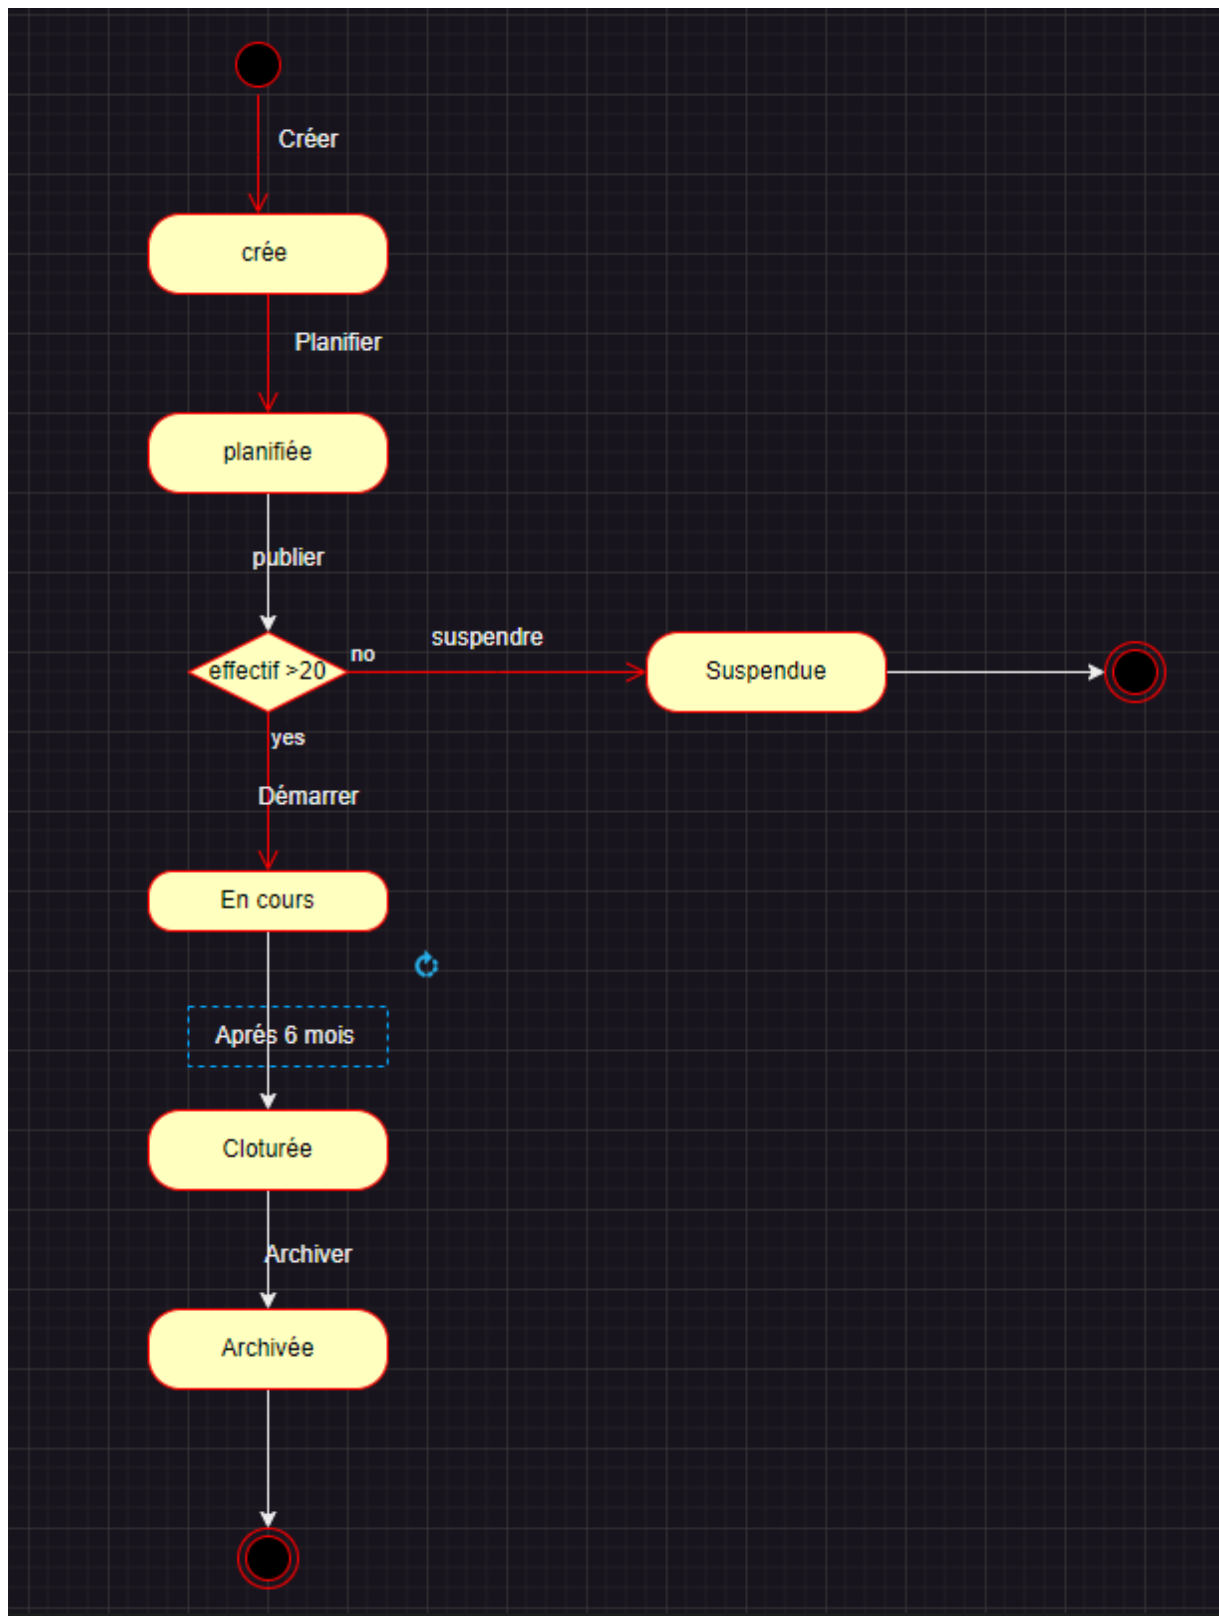 Créer
crée
Planifier
planifiée
publier
suspendre
no
effectif >20
Suspendue
yes
Démarrer
En cours
Aprés 6 mois
Cloturée
Archiver
Archivée